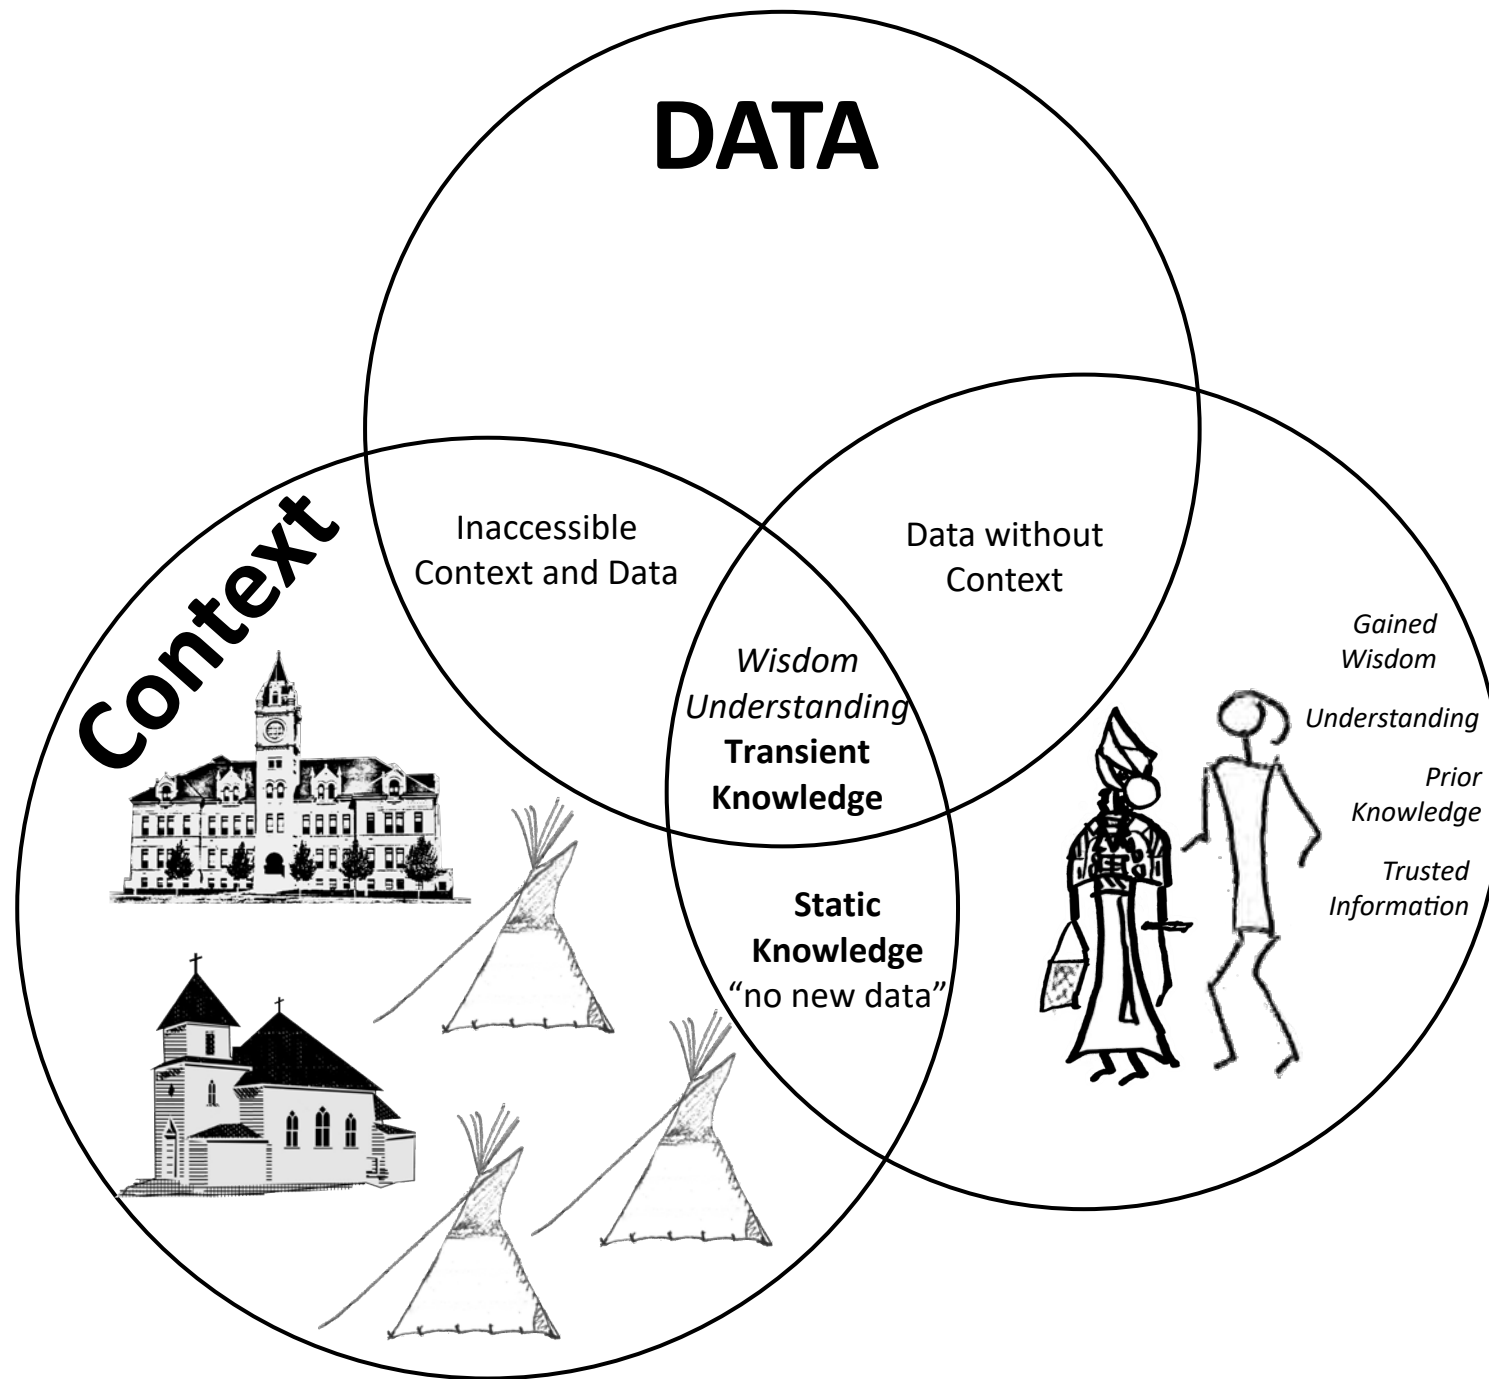 DATA
Context
Inaccessible
Context and Data
Data without
Context
Wisdom
Understanding
Transient
Knowledge
Static
Knowledge
“no new data”
Gained
Wisdom
Understanding
Prior
Knowledge
Trusted
Information